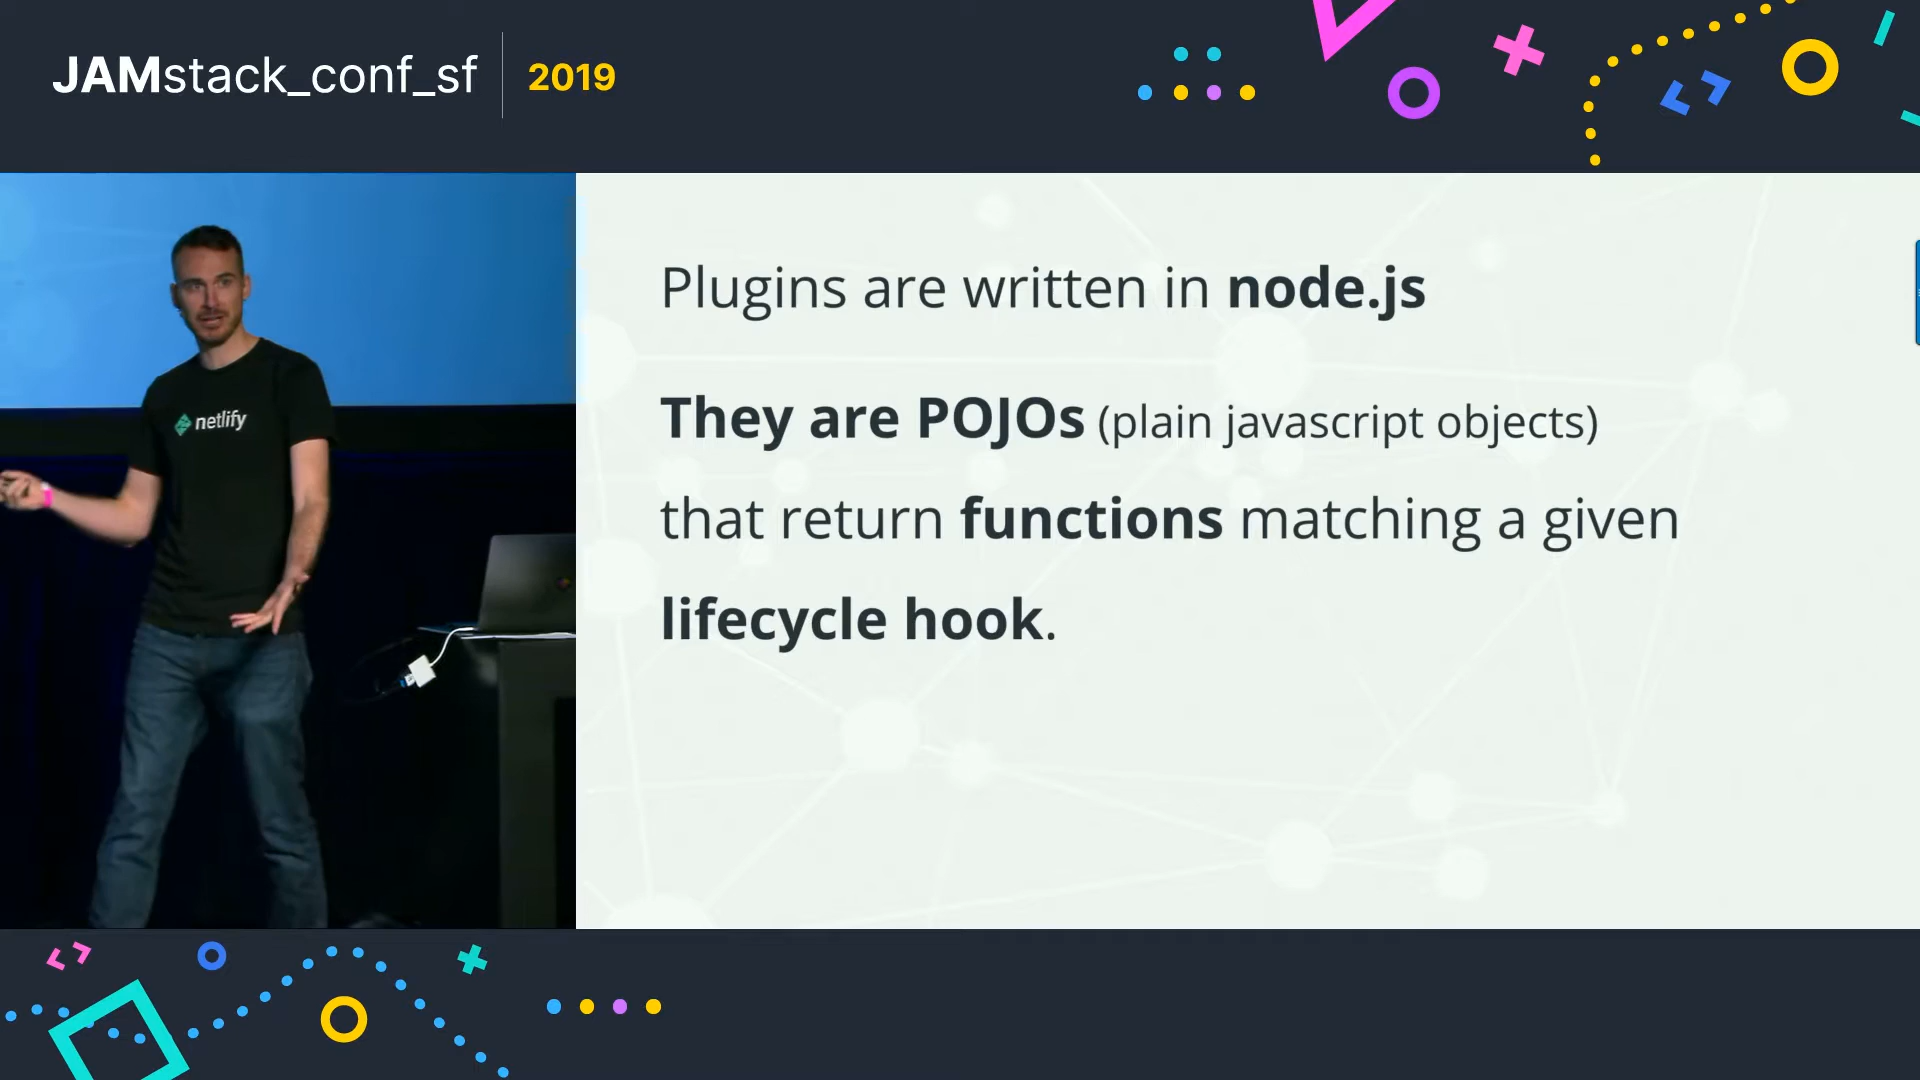 JAMstack_conf_sf 2019
netlify
Plugins are written in node.js
They are POJOs (plain javascript objects)
that return functions matching a given
lifecycle hook.